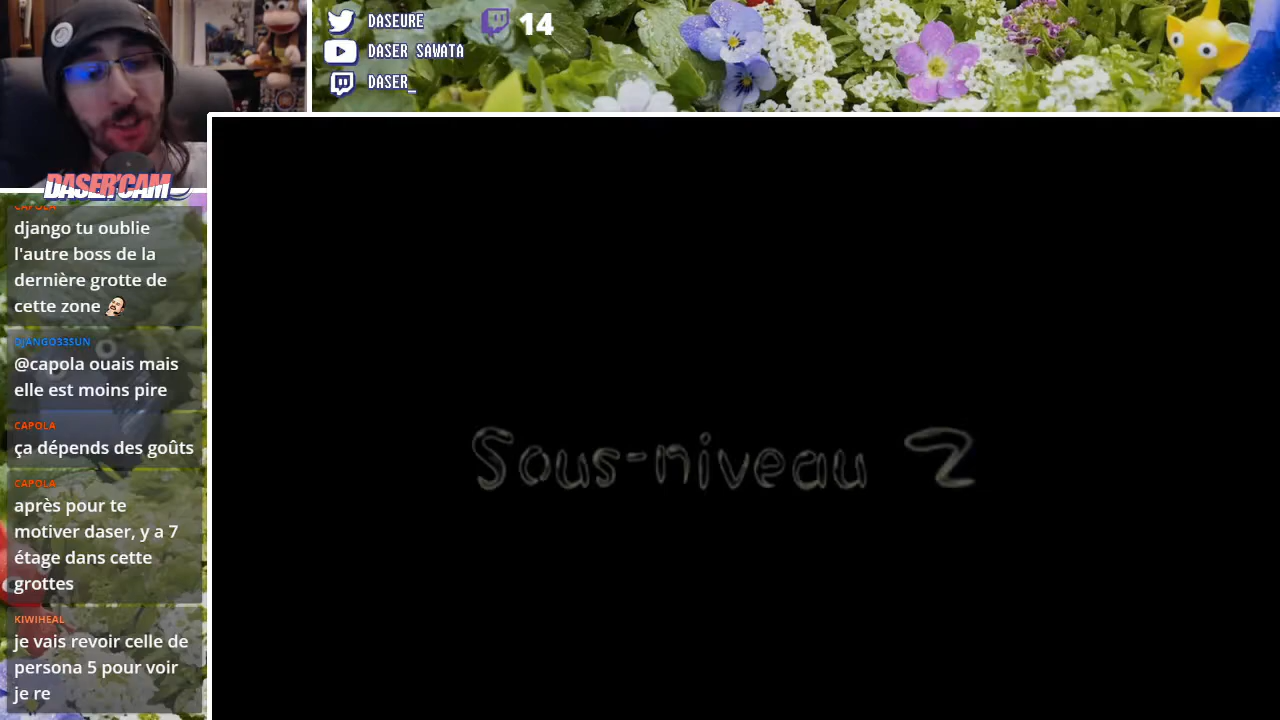 DASEURE
14
DASER SAWATA
DASER_
DASER'CAM
CAPOLA
django tu oublie
l'autre boss de la
dernière grotte de
cette zone
DJANGO33SUN
@capola ouais mais
elle est moins pire
CAPOLA
ça dépends des goûts
CAPOLA
après pour te
motiver daser, y a 7
étage dans cette
grottes
KIWIHEAL
je vais revoir celle de
persona 5 pour voir
je re
Sous-niveau 2